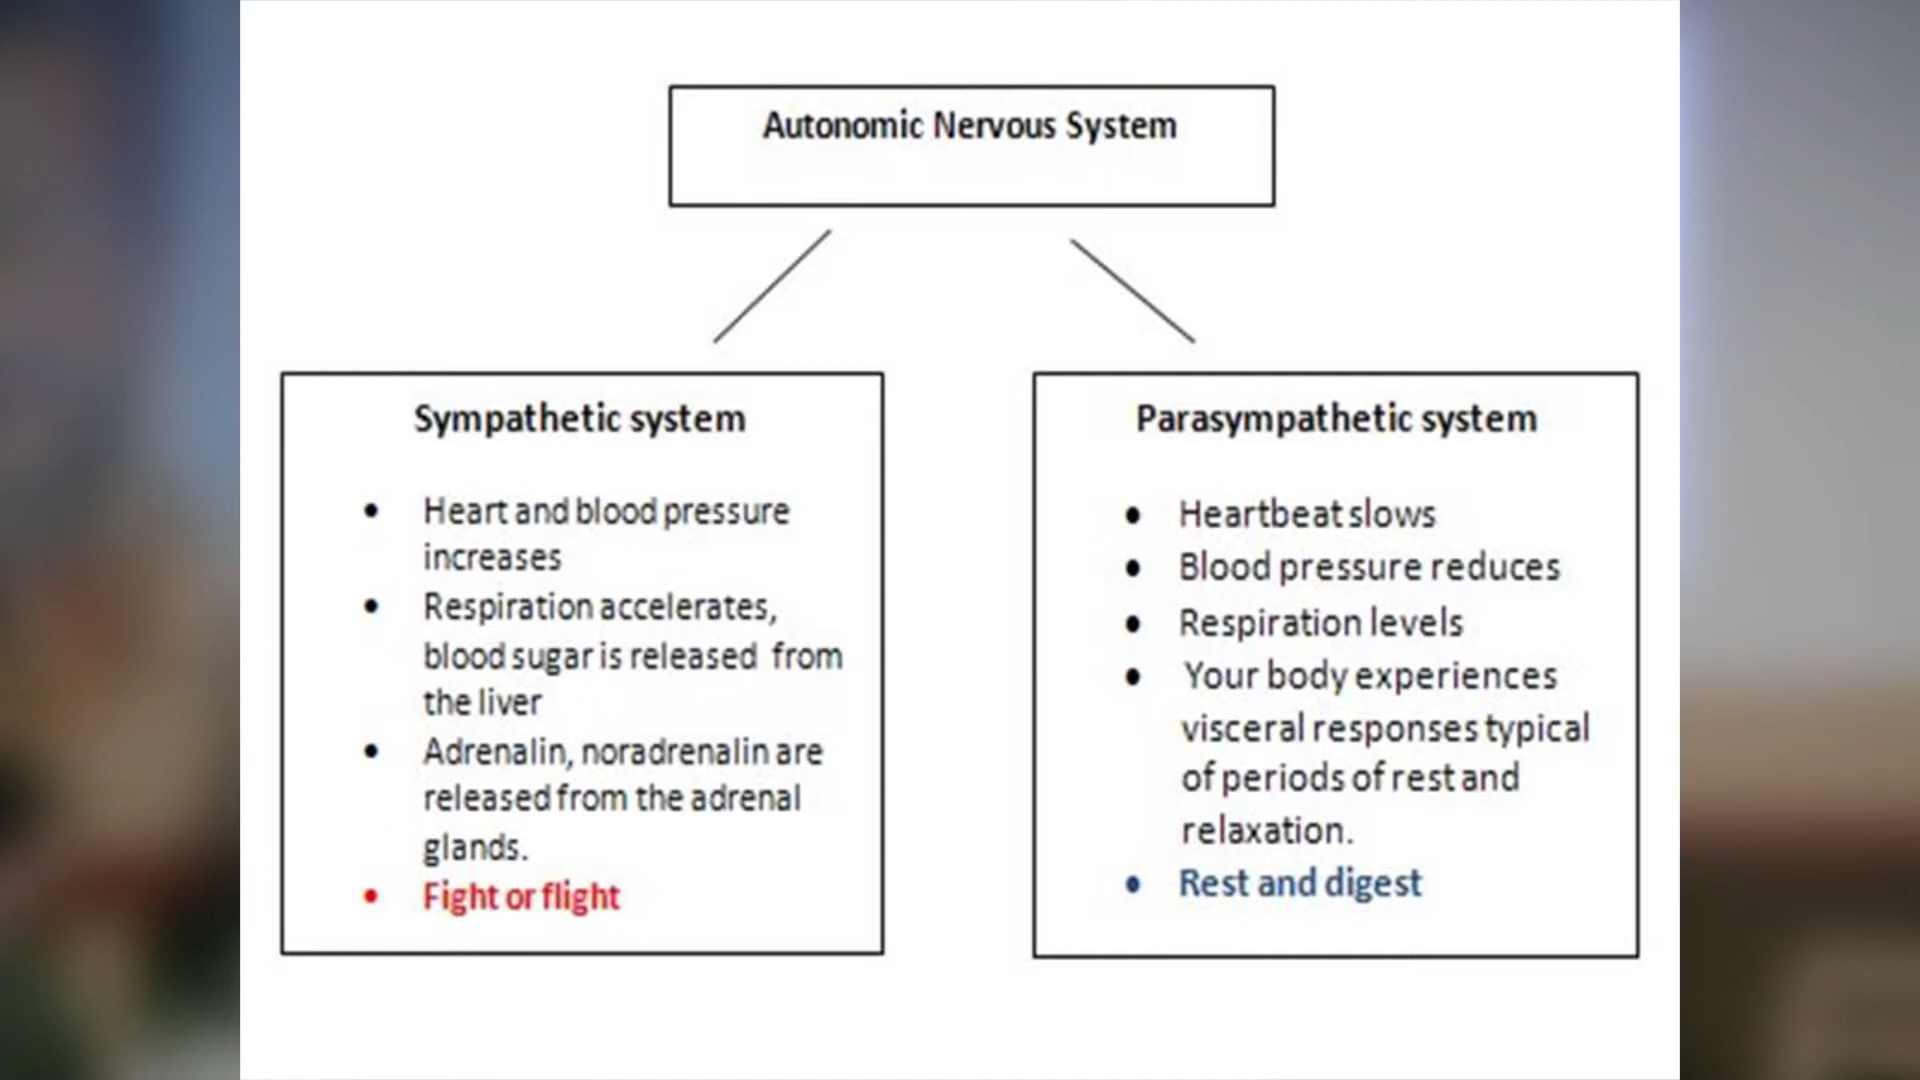 Autonomic Nervous System
Sympathetic system
• Heart and blood pressure
increases
• Respiration accelerates,
blood sugar is released from
the liver
• Adrenalin, noradrenalin are
released from the adrenal
glands.
• Fight or flight
Parasympathetic system
• Heartbeat slows
• Blood pressure reduces
• Respiration levels
• Your body experiences
visceral responses typical
of periods of rest and
relaxation.
• Rest and digest